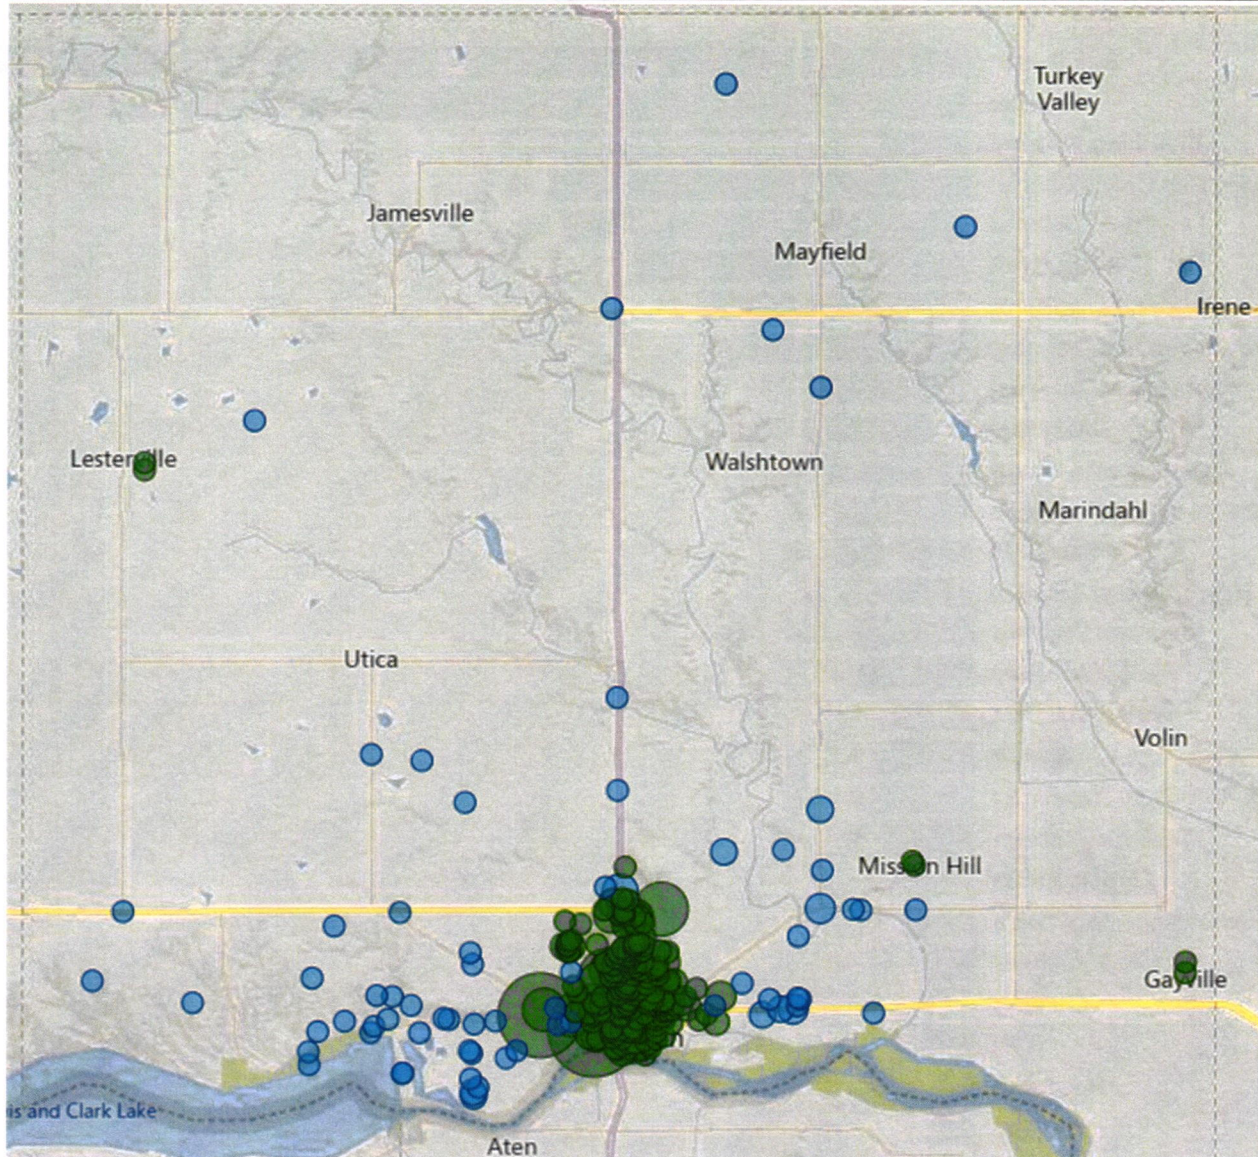 Turkey
Valley
Jamesville
Mayfield
Irene
Lesterville
Walshtown
Marindahl
Utica
Volin
Mission Hill
Gayville
n
is and Clark Lake
Aten